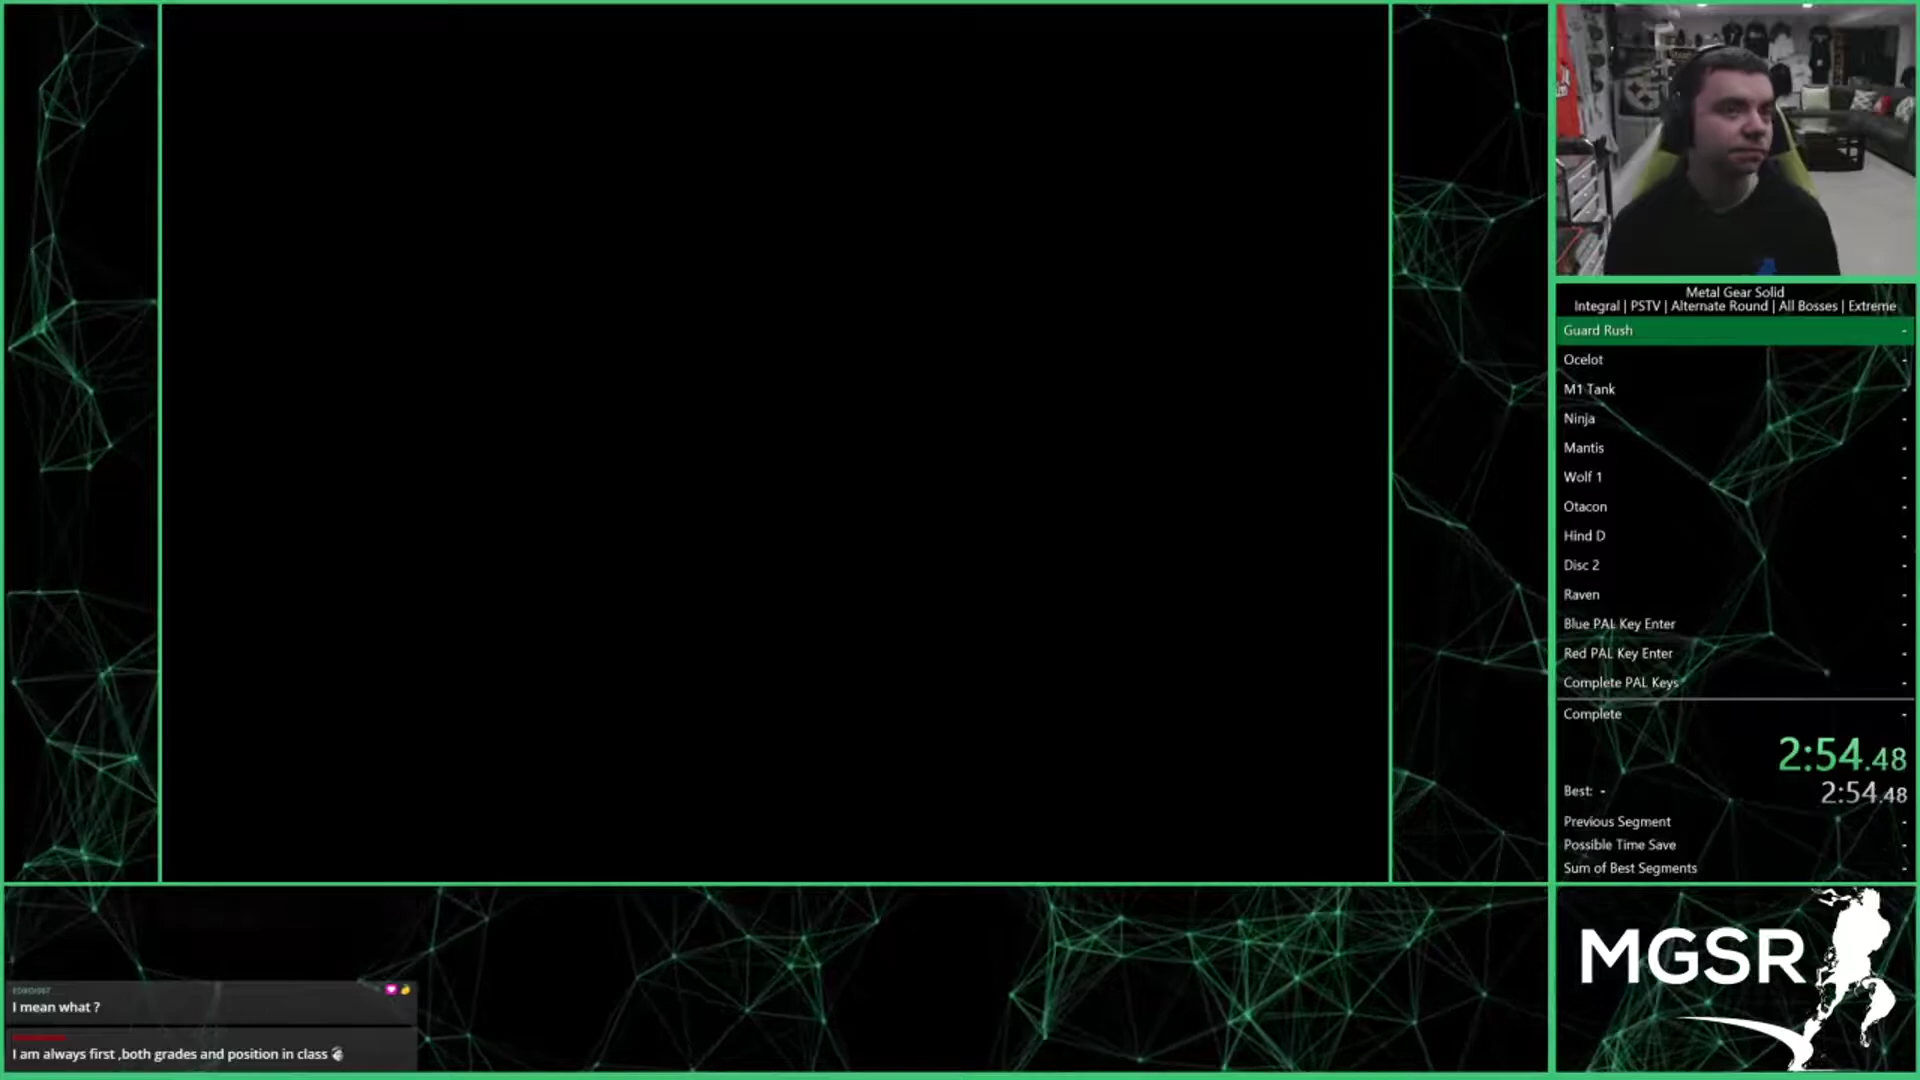 Metal Gear Solid
Integral | PSTV | Alternate Round | All Bosses | Extreme
Guard Rush -
Ocelot -
M1 Tank -
Ninja -
Mantis -
Wolf 1 -
Otacon -
Hind D -
Disc 2 -
Raven -
Blue PAL Key Enter -
Red PAL Key Enter -
Complete PAL Keys -
Complete -
2:54.48
Best: - 2:54.48
Previous Segment -
Possible Time Save -
Sum of Best Segments -
MGSR
I mean what ?
I am always first ,both grades and position in class